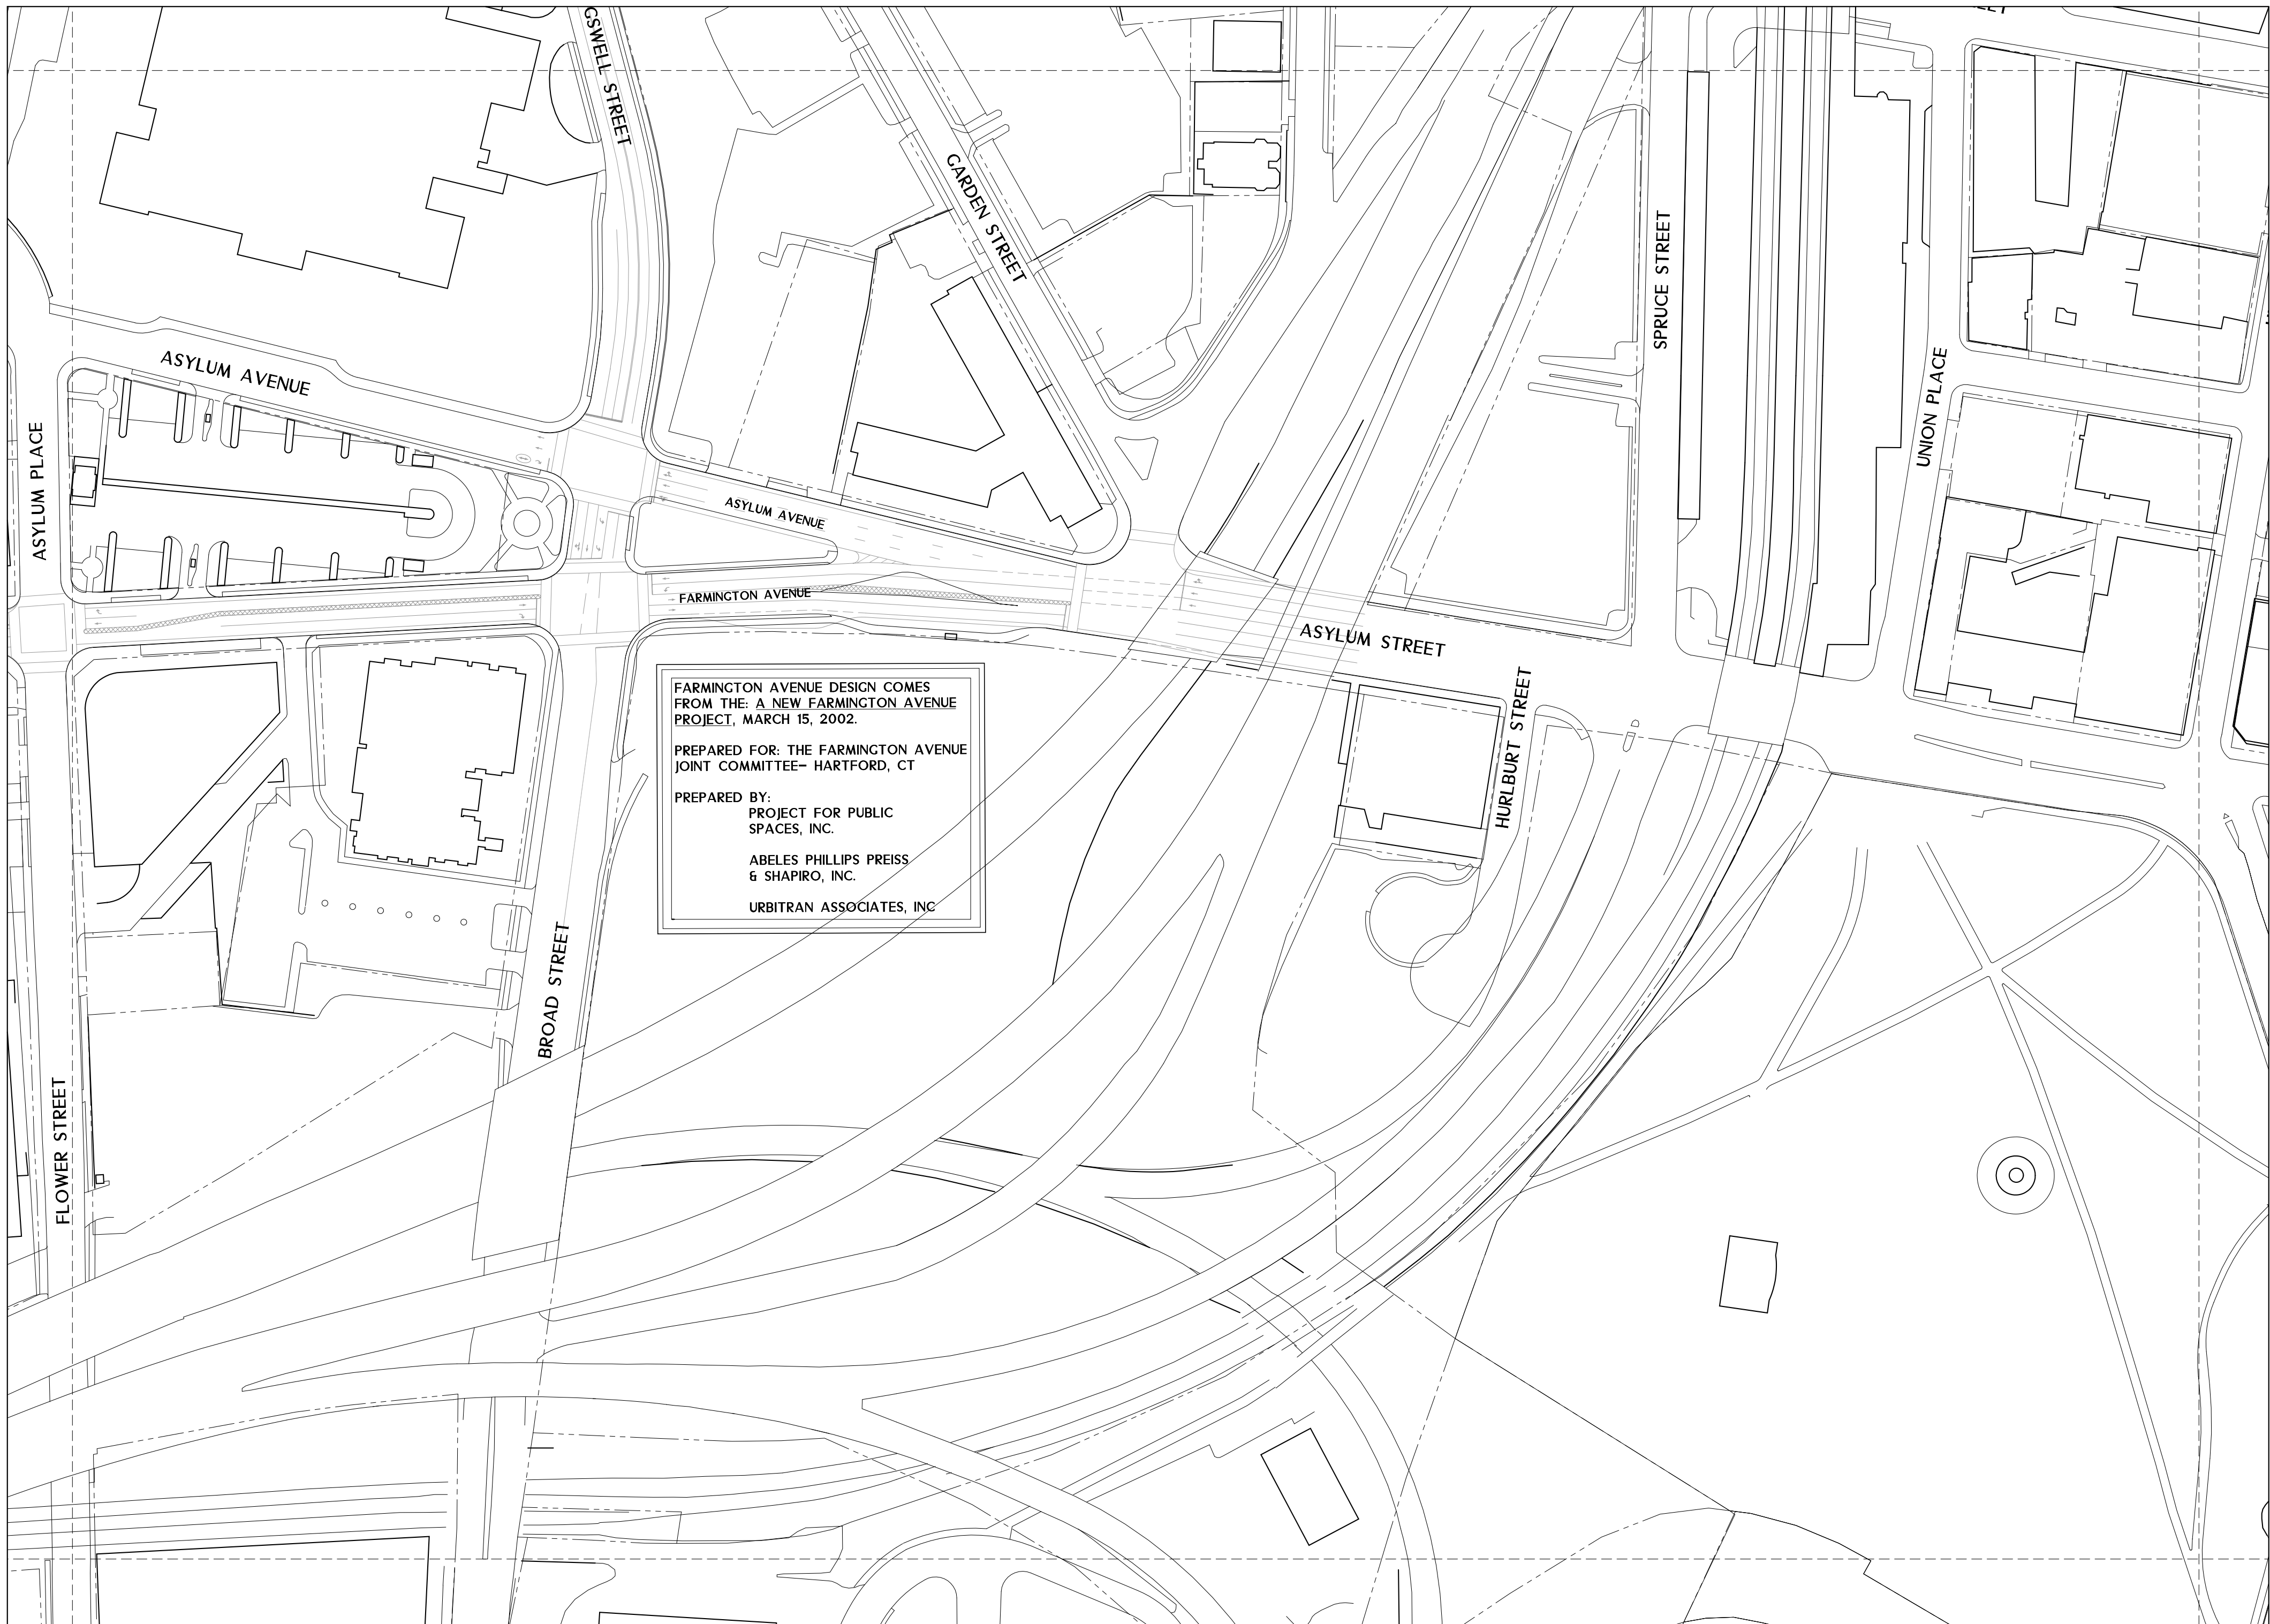 GSWELL STREET
GARDEN STREET
SPRUCE STREET
UNION PLACE
ASYLUM AVENUE
ASYLUM PLACE
ASYLUM AVENUE
FARMINGTON AVENUE
ASYLUM STREET
HURLBURT STREET
FARMINGTON AVENUE DESIGN COMES
FROM THE: A NEW FARMINGTON AVENUE
PROJECT, MARCH 15, 2002.
PREPARED FOR: THE FARMINGTON AVENUE
JOINT COMMITTEE- HARTFORD, CT
PREPARED BY:
PROJECT FOR PUBLIC
SPACES, INC.
ABELES PHILLIPS PREISS
& SHAPIRO, INC.
URBITRAN ASSOCIATES, INC
BROAD STREET
FLOWER STREET